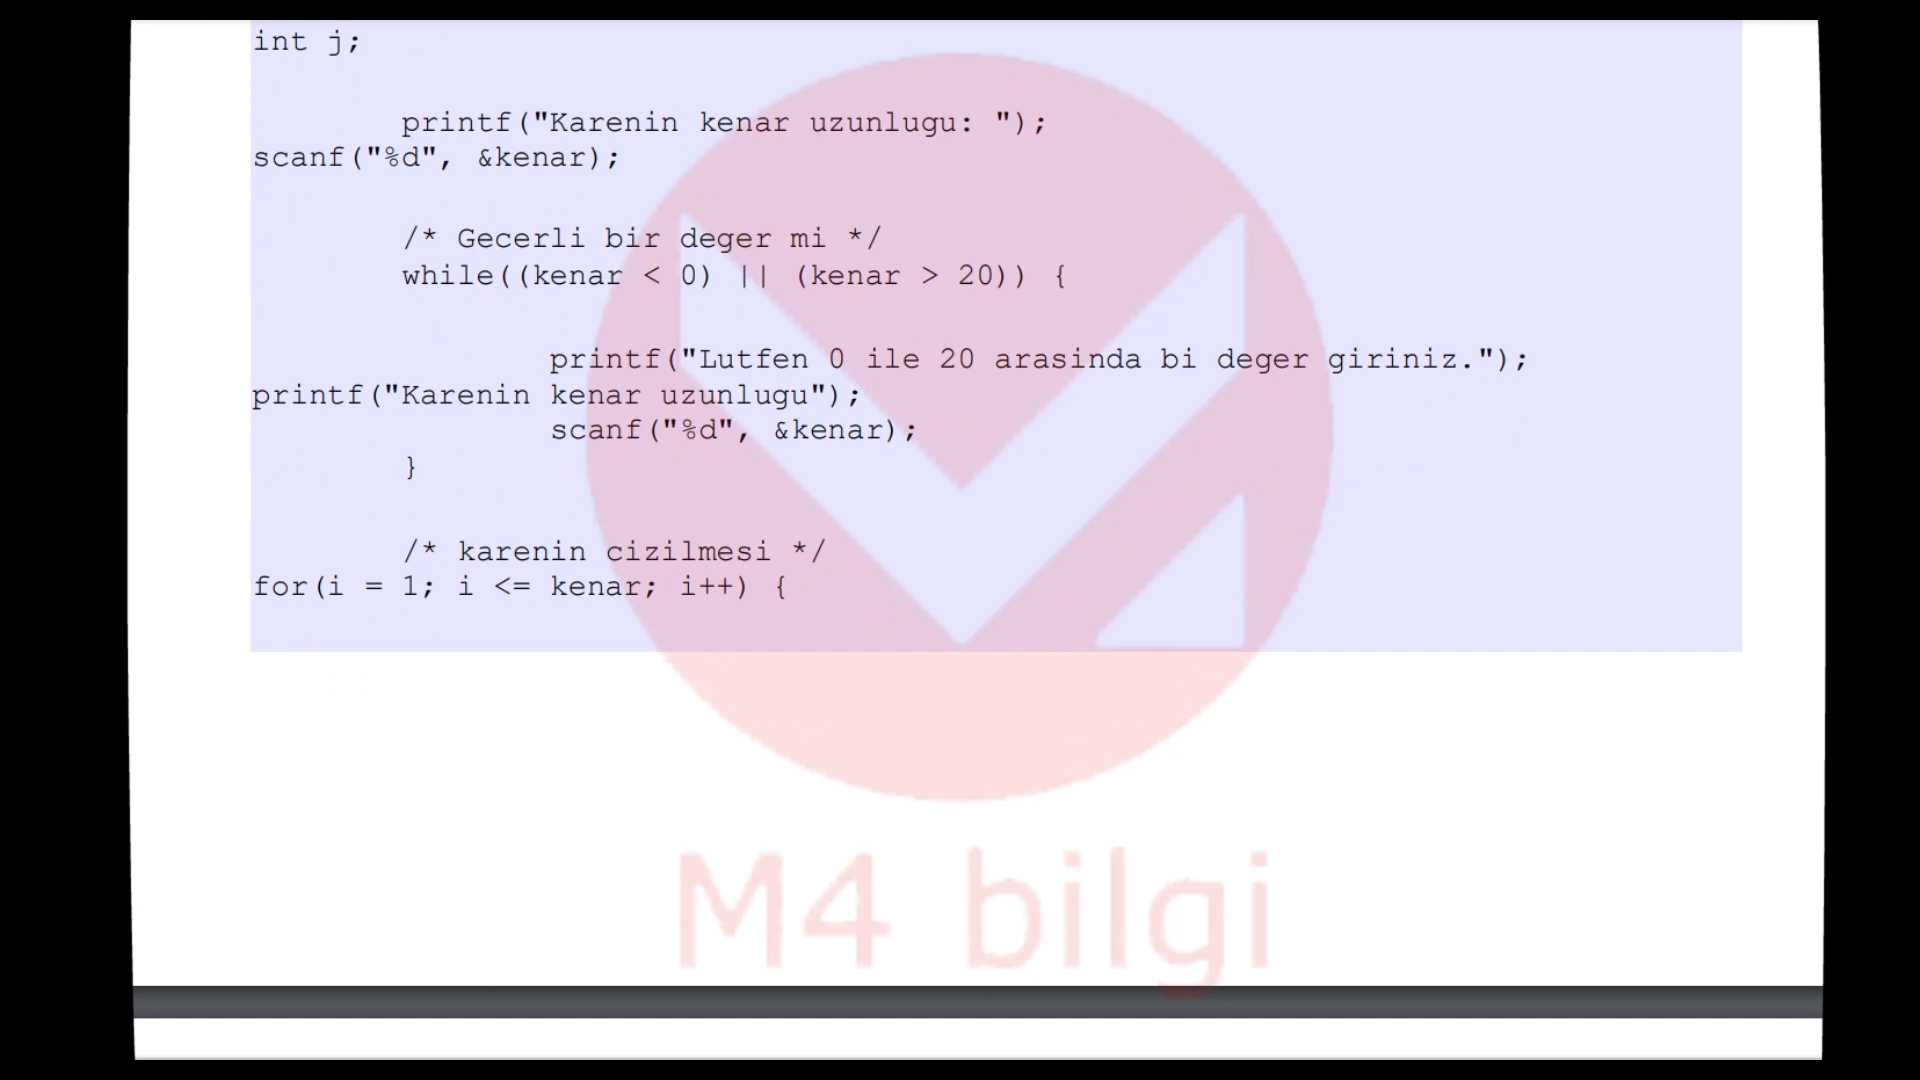 int j;
printf("Karenin kenar uzunlugu: ");
scanf("%d", &kenar);
/* Gecerli bir deger mi */
while((kenar < 0) || (kenar > 20)) {
printf("Lutfen 0 ile 20 arasinda bi deger giriniz.");
printf("Karenin kenar uzunlugu");
scanf("%d", &kenar);
}
/* karenin cizilmesi */
for(i = 1; i <= kenar; i++) {
M4 bilgi